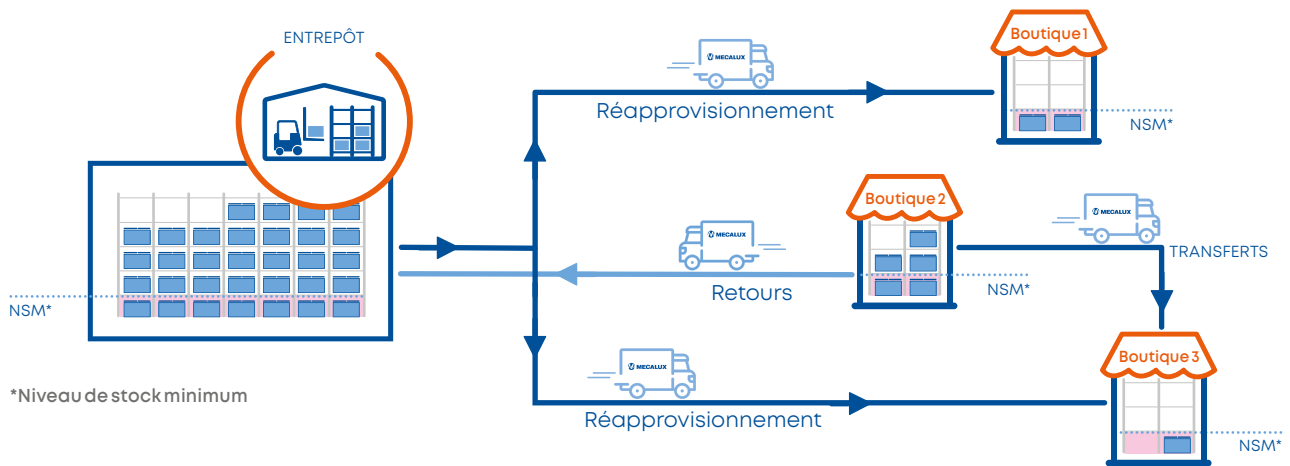 ENTREPÔT
MECALUX
Réapprovisionnement
Boutique 1
NSM*
Boutique 2
MECALUX
TRANSFERTS
MECALUX
Retours
NSM*
NSM*
Boutique 3
MECALUX
Réapprovisionnement
NSM*
*Niveau de stock minimum